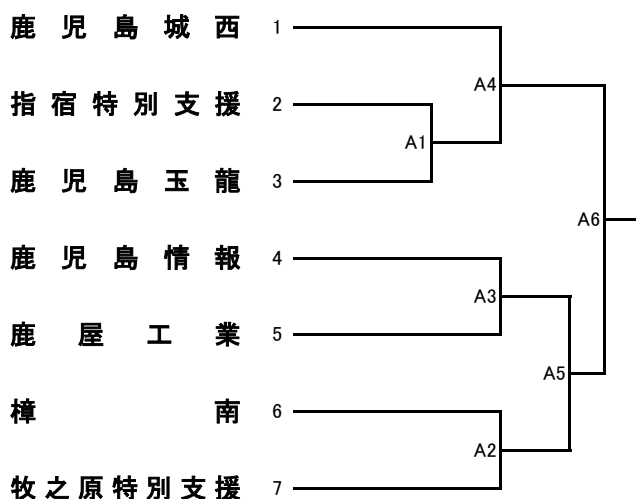 鹿児島城西 1
A4
指宿特別支援 2
A1
鹿児島玉龍 3
A6
鹿児島情報 4
A3
鹿屋工業 5
A5
樟南 6
A2
牧之原特別支援 7